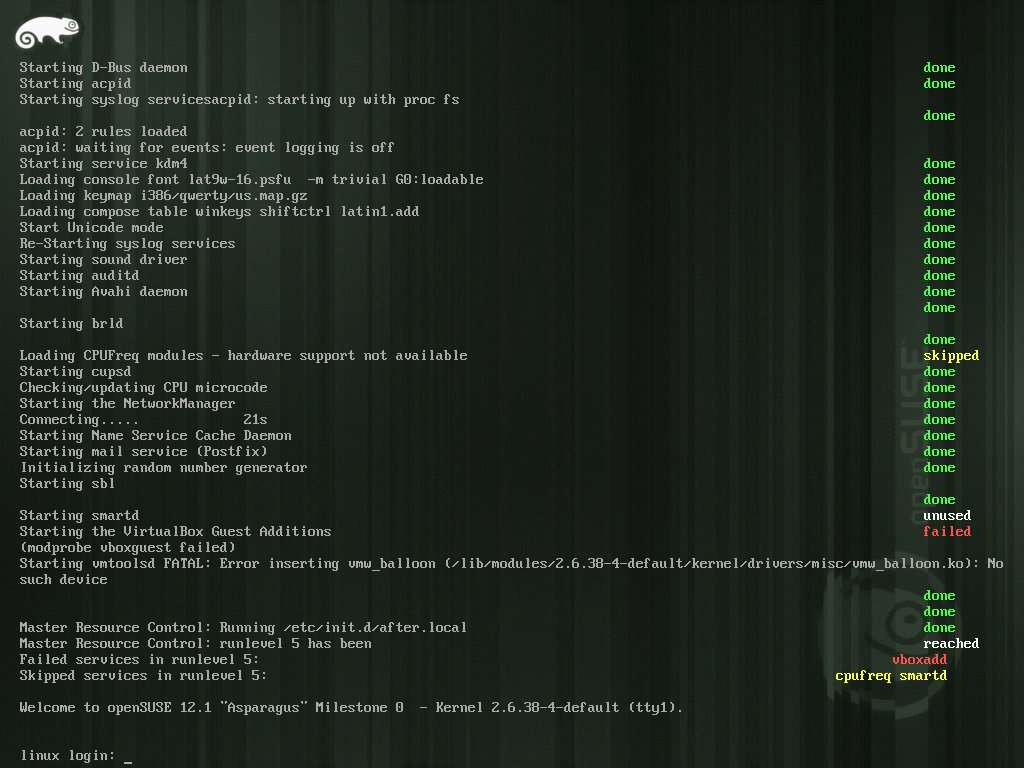 Starting D-Bus daemon done
Starting acpid done
Starting syslog servicesacpid: starting up with proc fs
done
acpid: 2 rules loaded
acpid: waiting for events: event logging is off
Starting service kdm4 done
Loading console font lat9w-16.psfu  -m trivial G0:loadable done
Loading keymap i386/qwerty/us.map.gz done
Loading compose table winkeys shiftctrl latin1.add done
Start Unicode mode done
Re-Starting syslog services done
Starting sound driver done
Starting auditd done
Starting Avahi daemon done
done
Starting brld
done
Loading CPUFreq modules - hardware support not available skipped
Starting cupsd done
Checking/updating CPU microcode done
Starting the NetworkManager done
Connecting..... 21s done
Starting Name Service Cache Daemon done
Starting mail service (Postfix) done
Initializing random number generator done
Starting sbl
done
Starting smartd unused
Starting the VirtualBox Guest Additions failed
(modprobe vboxguest failed)
Starting vmtoolsd FATAL: Error inserting vmw_balloon (/lib/modules/2.6.38-4-default/kernel/drivers/misc/vmw_balloon.ko): No
such device
done
done
Master Resource Control: Running /etc/init.d/after.local done
Master Resource Control: runlevel 5 has been reached
Failed services in runlevel 5: vboxadd
Skipped services in runlevel 5: cpufreq smartd
Welcome to openSUSE 12.1 "Asparagus" Milestone 0  - Kernel 2.6.38-4-default (tty1).
linux login: _
openSUSE